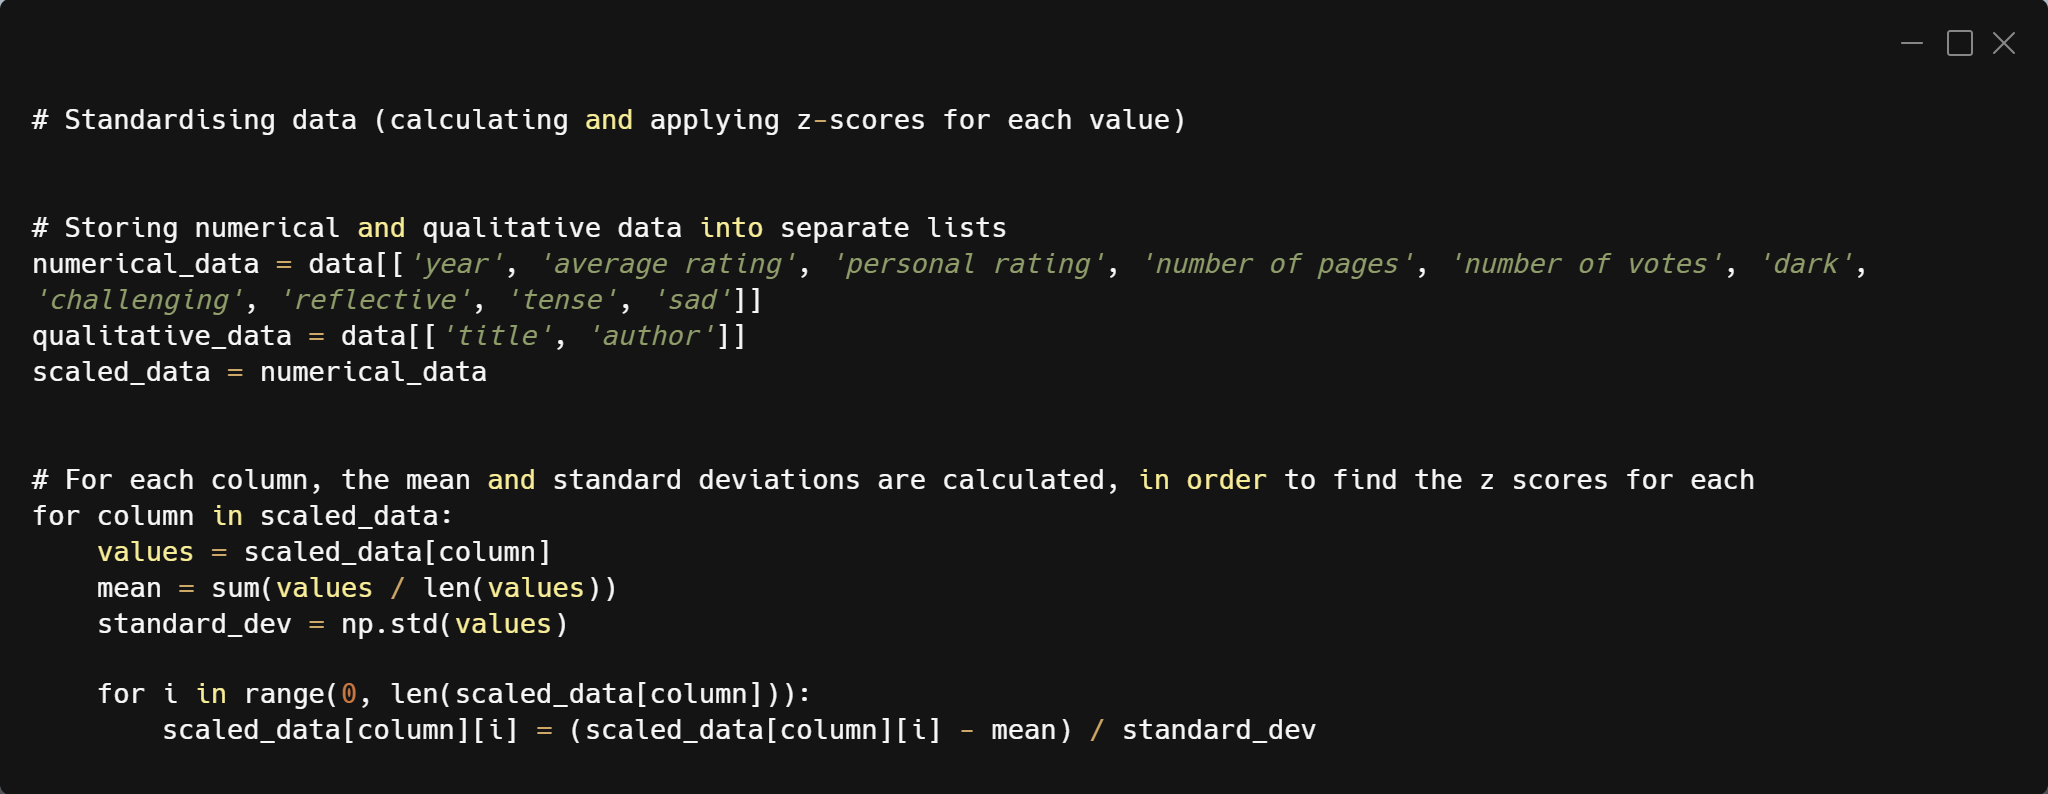 # Standardising data (calculating and applying z-scores for each value)
# Storing numerical and qualitative data into separate lists
numerical_data = data[['year', 'average rating', 'personal rating', 'number of pages', 'number of votes', 'dark',
'challenging', 'reflective', 'tense', 'sad']]
qualitative_data = data[['title', 'author']]
scaled_data = numerical_data
# For each column, the mean and standard deviations are calculated, in order to find the z scores for each
for column in scaled_data:
    values = scaled_data[column]
    mean = sum(values / len(values))
    standard_dev = np.std(values)
    for i in range(0, len(scaled_data[column])):
        scaled_data[column][i] = (scaled_data[column][i] - mean) / standard_dev